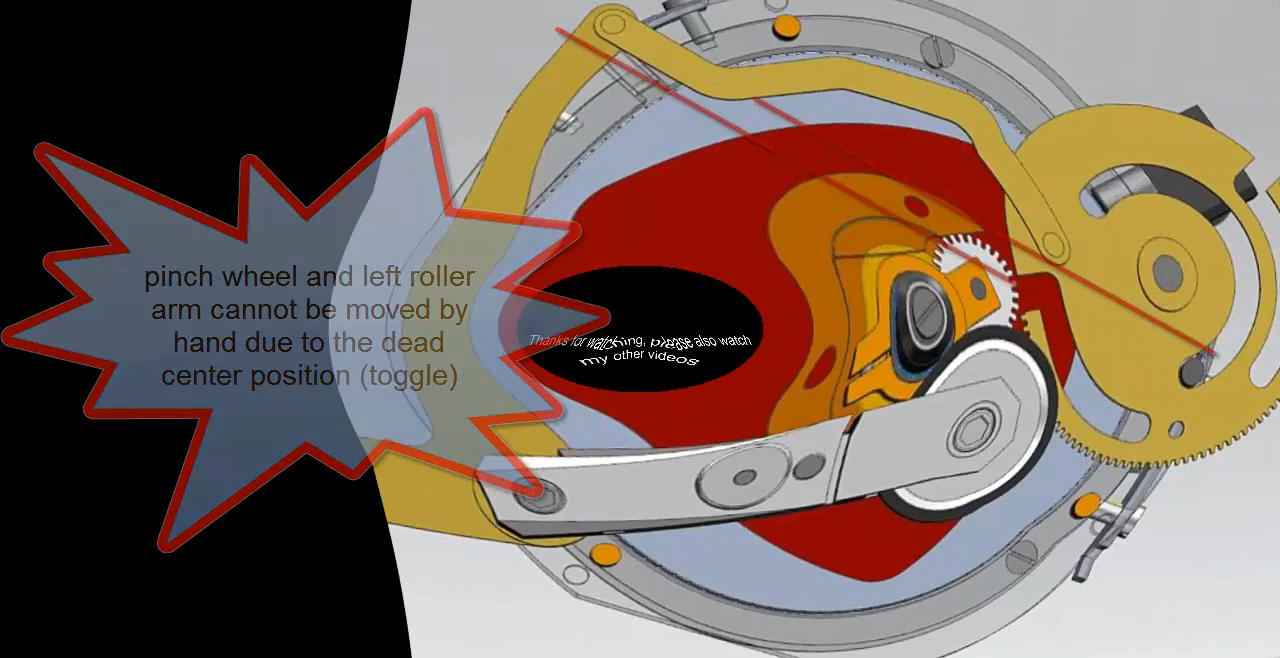 pinch wheel and left roller
arm cannot be moved by
hand due to the dead
center position (toggle)
Thanks for watching, please also watch
my other videos